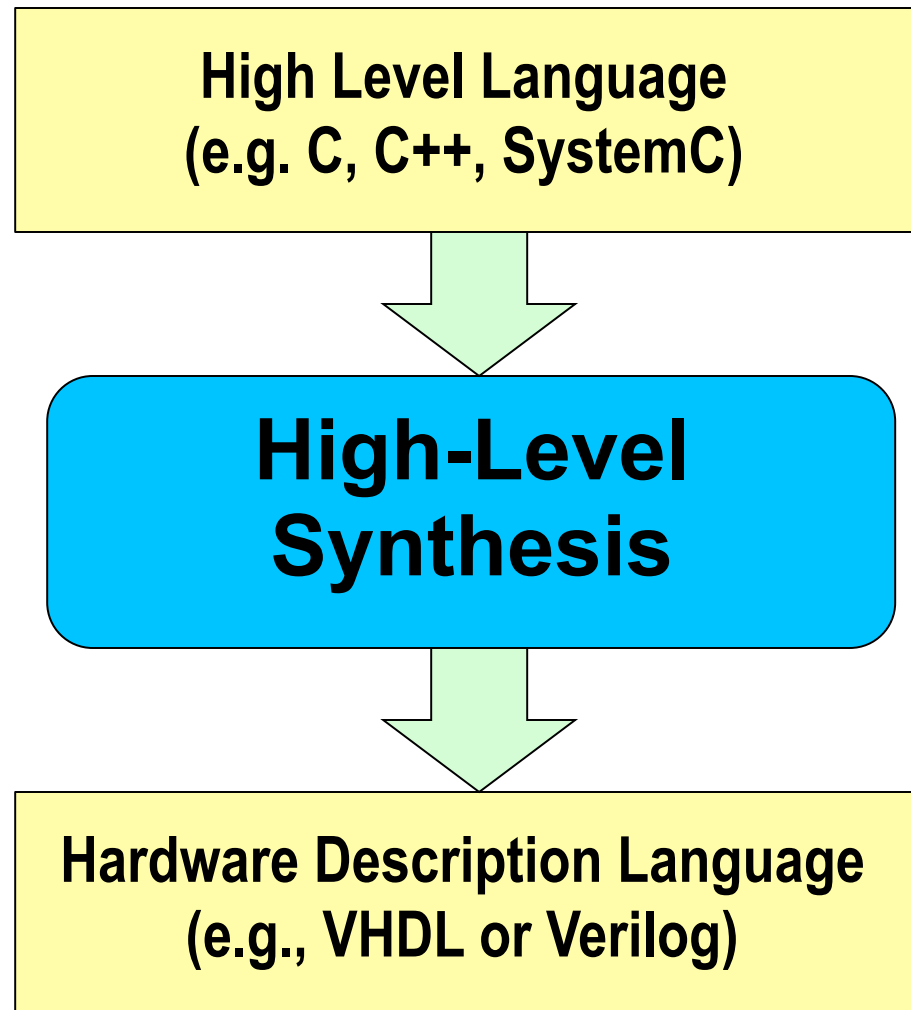 High Level Language
(e.g. C, C++, SystemC)
High-Level
Synthesis
Hardware Description Language
(e.g., VHDL or Verilog)